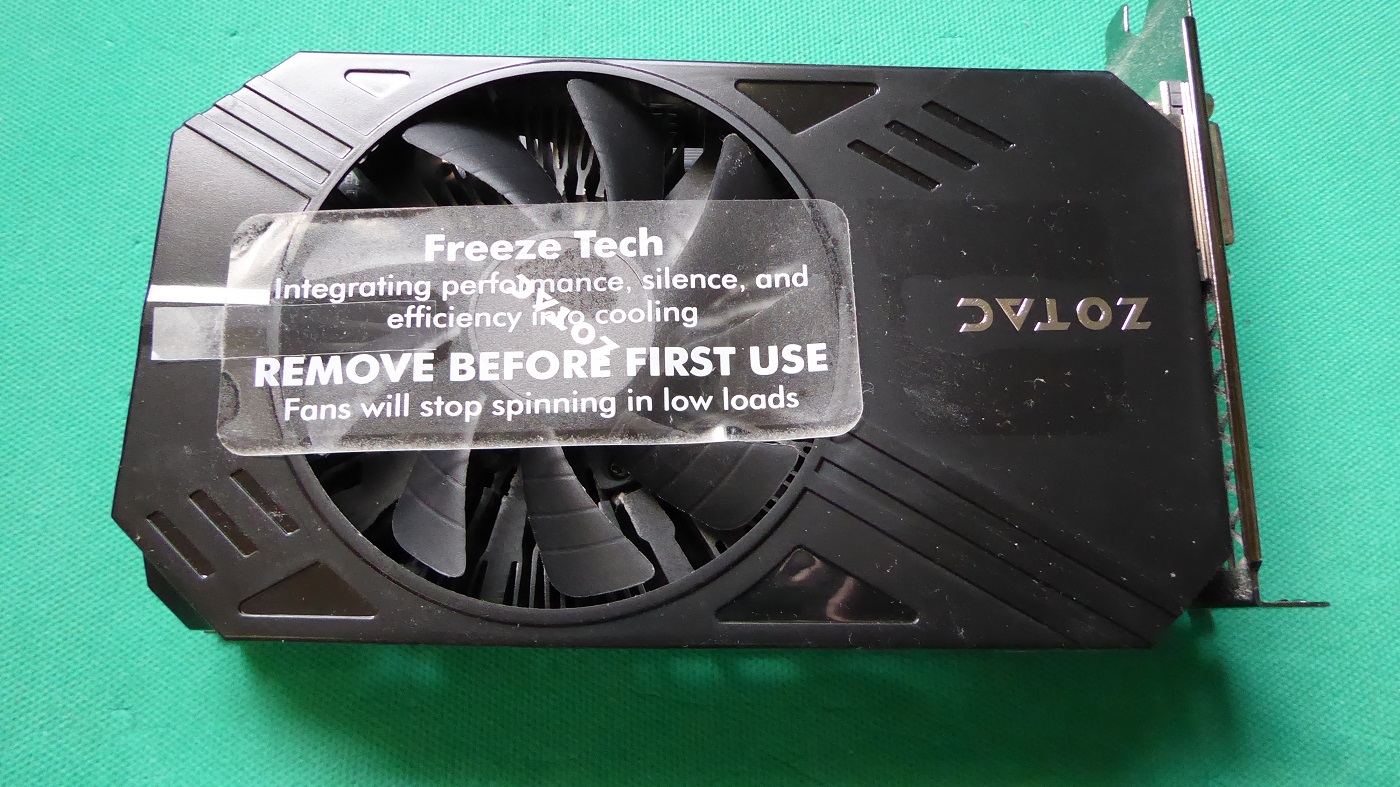 Freeze Tech
Integrating performance, silence, and
efficiency into cooling
REMOVE BEFORE FIRST USE
Fans will stop spinning in low loads
ZOTAC
ZOTAC